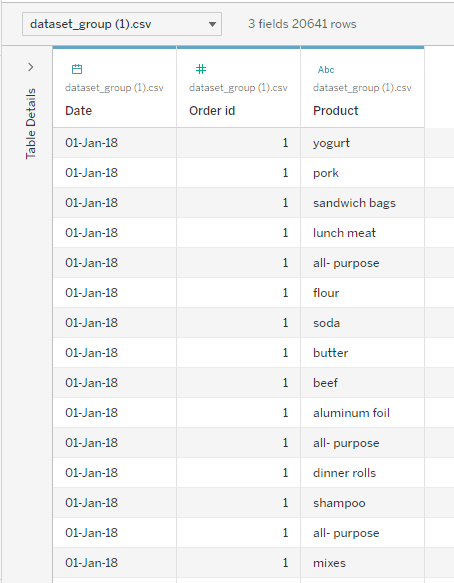 dataset_group (1).csv 3 fields 20641 rows
Table Details
Abc
dataset_group (1).csv dataset_group (1).csv dataset_group (1).csv
Date Order id Product
01-Jan-18 1 yogurt
01-Jan-18 1 pork
01-Jan-18 1 sandwich bags
01-Jan-18 1 lunch meat
01-Jan-18 1 all- purpose
01-Jan-18 1 flour
01-Jan-18 1 soda
01-Jan-18 1 butter
01-Jan-18 1 beef
01-Jan-18 1 aluminum foil
01-Jan-18 1 all- purpose
01-Jan-18 1 dinner rolls
01-Jan-18 1 shampoo
01-Jan-18 1 all- purpose
01-Jan-18 1 mixes